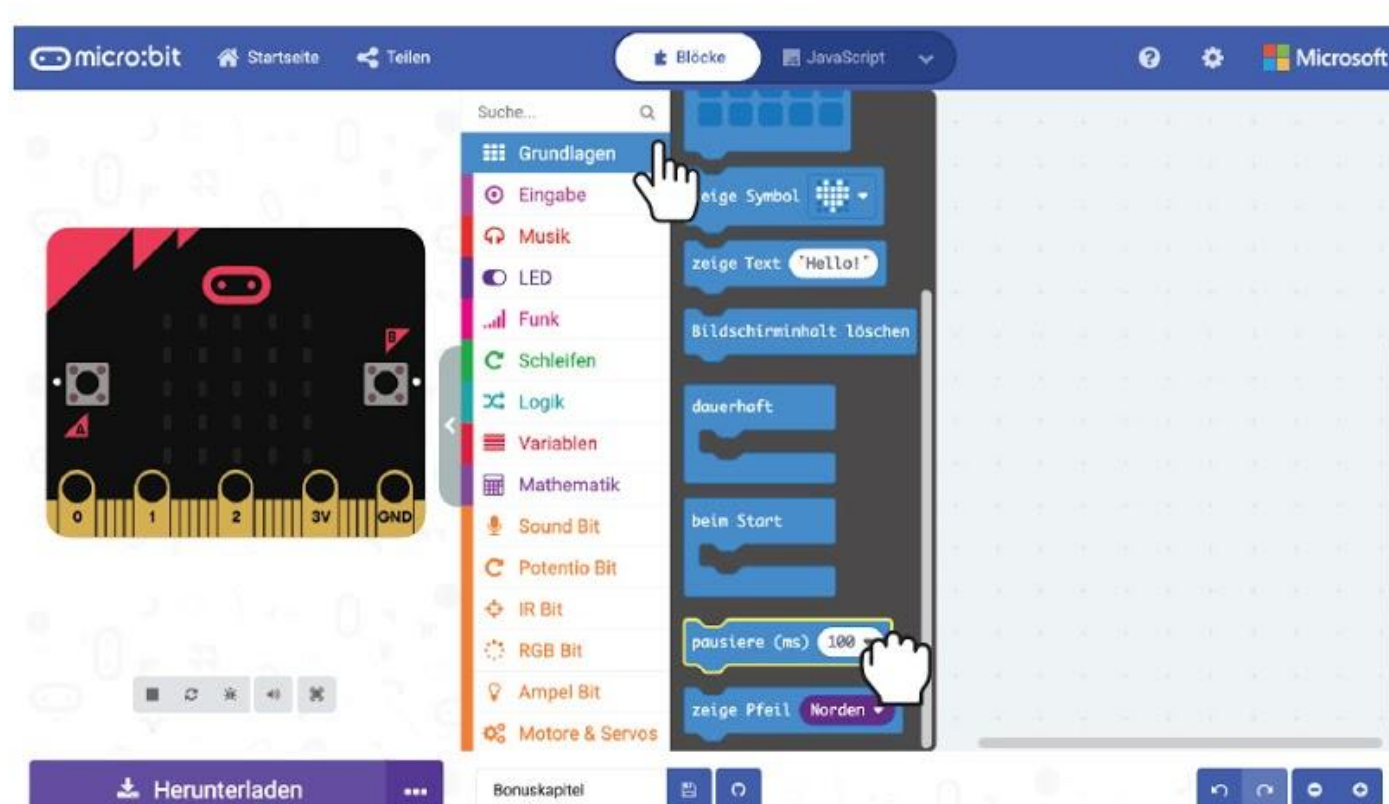 micro:bit Startseite Teilen Blöcke JavaScript Microsoft
Suche...
Grundlagen
Eingabe
Musik
LED
Funk
Schleifen
Logik
Variablen
Mathematik
Sound Bit
Potentio Bit
IR Bit
RGB Bit
Ampel Bit
Motore & Servos
eige Symbol
zeige Text "Hello!"
Bildschirminhalt löschen
dauerhaft
beim Start
pausiere (ms) 100
zeige Pfeil Norden
B
A
0 1 2 3V GND
Herunterladen ...
Bonuskapitel